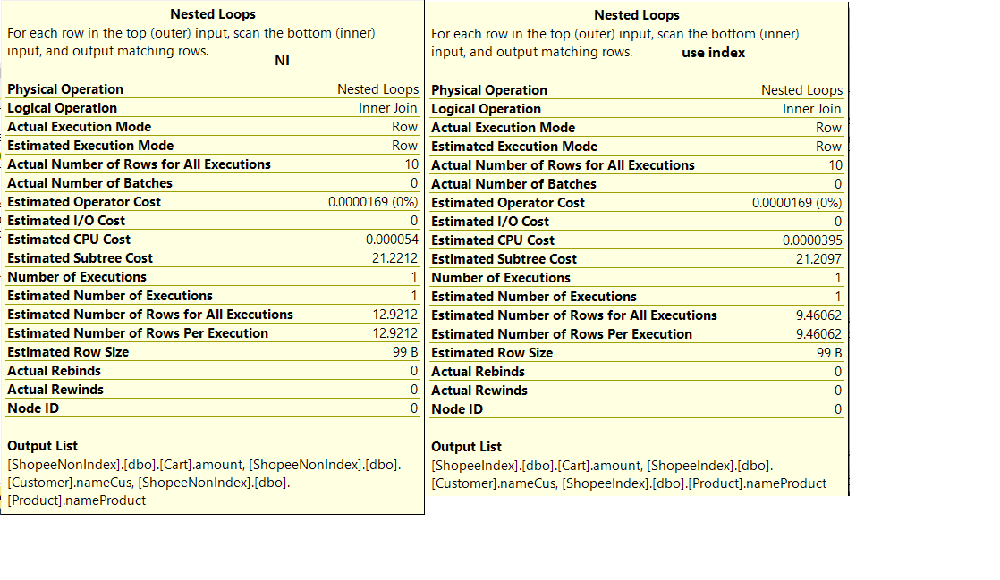 Nested Loops
For each row in the top (outer) input, scan the bottom (inner)
input, and output matching rows.
NI
Physical Operation Nested Loops
Logical Operation Inner Join
Actual Execution Mode Row
Estimated Execution Mode Row
Actual Number of Rows for All Executions 10
Actual Number of Batches 0
Estimated Operator Cost 0.0000169 (0%)
Estimated I/O Cost 0
Estimated CPU Cost 0.000054
Estimated Subtree Cost 21.2212
Number of Executions 1
Estimated Number of Executions 1
Estimated Number of Rows for All Executions 12.9212
Estimated Number of Rows Per Execution 12.9212
Estimated Row Size 99 B
Actual Rebinds 0
Actual Rewinds 0
Node ID 0
Output List
[ShopeeNonIndex].[dbo].[Cart].amount, [ShopeeNonIndex].[dbo].
[Customer].nameCus, [ShopeeNonIndex].[dbo].
[Product].nameProduct
Nested Loops
For each row in the top (outer) input, scan the bottom (inner)
input, and output matching rows. use index
Physical Operation Nested Loops
Logical Operation Inner Join
Actual Execution Mode Row
Estimated Execution Mode Row
Actual Number of Rows for All Executions 10
Actual Number of Batches 0
Estimated Operator Cost 0.0000169 (0%)
Estimated I/O Cost 0
Estimated CPU Cost 0.0000395
Estimated Subtree Cost 21.2097
Number of Executions 1
Estimated Number of Executions 1
Estimated Number of Rows for All Executions 9.46062
Estimated Number of Rows Per Execution 9.46062
Estimated Row Size 99 B
Actual Rebinds 0
Actual Rewinds 0
Node ID 0
Output List
[ShopeeIndex].[dbo].[Cart].amount, [ShopeeIndex].[dbo].
[Customer].nameCus, [ShopeeIndex].[dbo].[Product].nameProduct